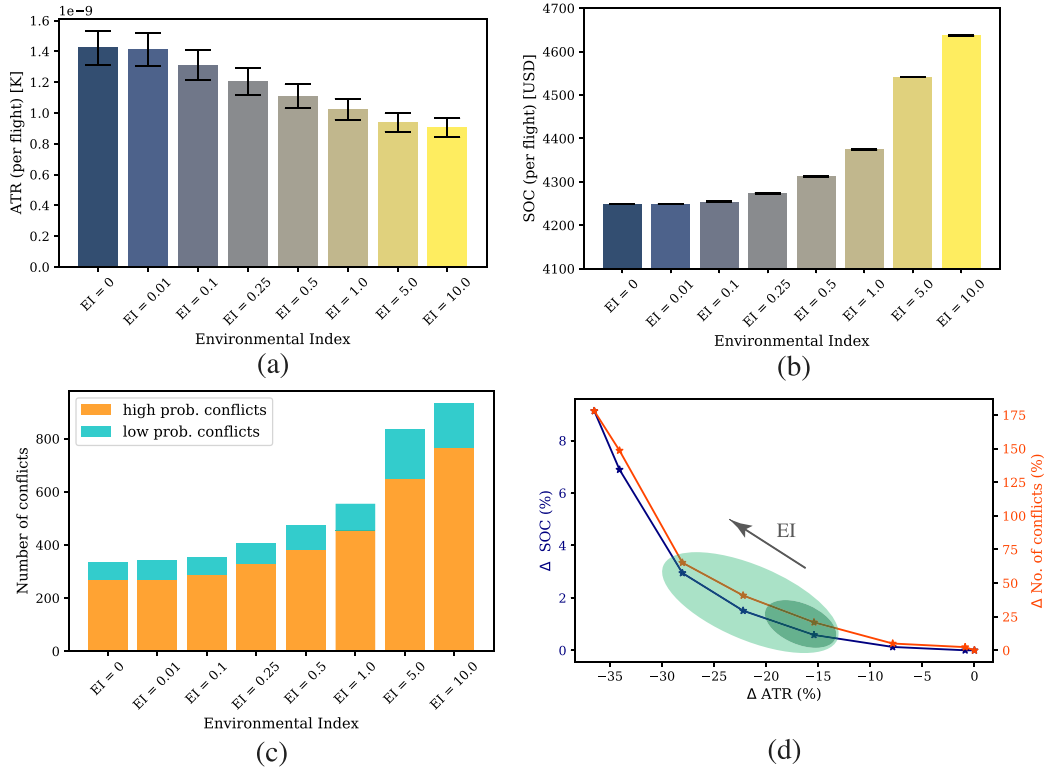 1e−9
ATR (per flight) [K]
1.6
1.4
1.2
1.0
0.8
0.6
0.4
0.2
0.0
EI = 0
EI = 0.01
EI = 0.1
EI = 0.25
EI = 0.5
EI = 1.0
EI = 5.0
EI = 10.0
Environmental Index
(a)
SOC (per flight) [USD]
4700
4600
4500
4400
4300
4200
4100
EI = 0
EI = 0.01
EI = 0.1
EI = 0.25
EI = 0.5
EI = 1.0
EI = 5.0
EI = 10.0
Environmental Index
(b)
high prob. conflicts
low prob. conflicts
Number of conflicts
800
600
400
200
0
EI = 0
EI = 0.01
EI = 0.1
EI = 0.25
EI = 0.5
EI = 1.0
EI = 5.0
EI = 10.0
Environmental Index
(c)
Δ SOC (%)
8
6
4
2
0
EI
175
150
125
100
75
50
25
0
Δ No. of conflicts (%)
−35
−30
−25
−20
−15
−10
−5
0
Δ ATR (%)
(d)